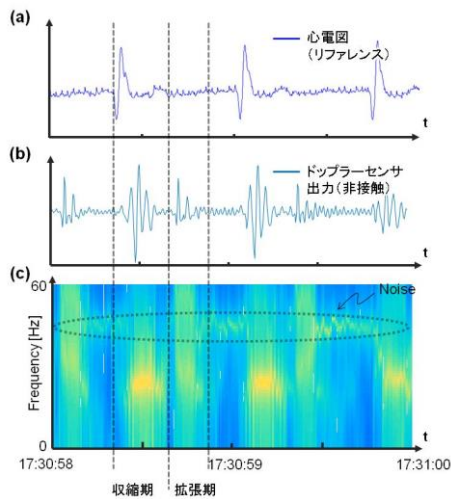 (a)
心電図
(リファレンス)
t
(b)
ドップラーセンサ
出力(非接触)
t
(c)
60
Noise
Frequency [Hz]
0
t
17:30:58
17:30:59
17:31:00
収縮期
拡張期